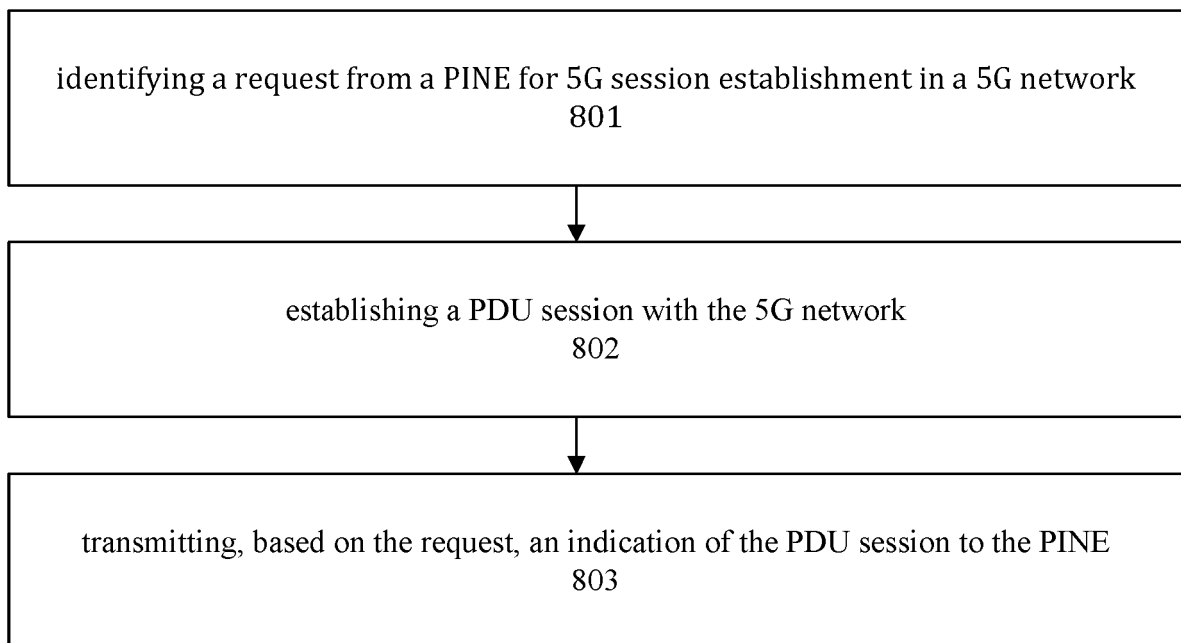 identifying a request from a PINE for 5G session establishment in a 5G network
801
establishing a PDU session with the 5G network
802
transmitting, based on the request, an indication of the PDU session to the PINE
803